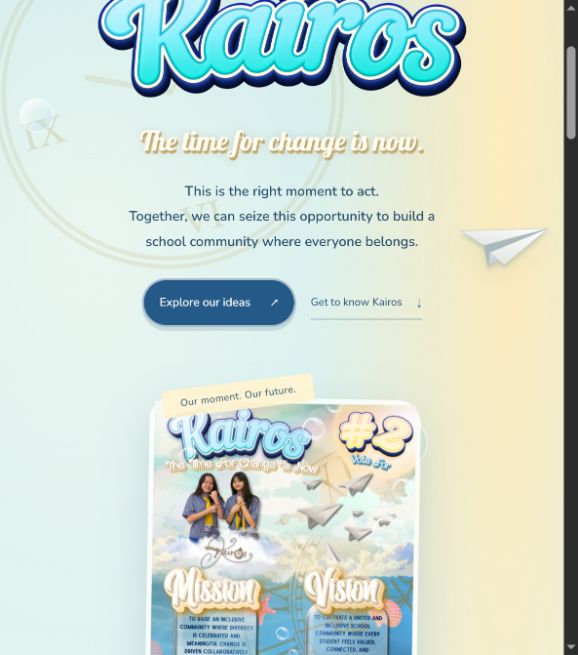 Kairos
IX
VI
The time for change is now.
This is the right moment to act.
Together, we can seize this opportunity to build a
school community where everyone belongs.
Explore our ideas ↗
Get to know Kairos ↓
Our moment. Our future.
Kairos
#2
The Time For Change Is Now
Vote For
Kairos
Mission
Vision
TO RAISE AN INCLUSIVE
COMMUNITY WHERE DIVERSITY
IS CELEBRATED AND
MEANINGFUL CHANGE IS
DRIVEN COLLABORATIVELY
TO CULTIVATE A UNITED AND
INCLUSIVE SCHOOL
COMMUNITY WHERE EVERY
STUDENT FEELS VALUED,
CONNECTED, AND